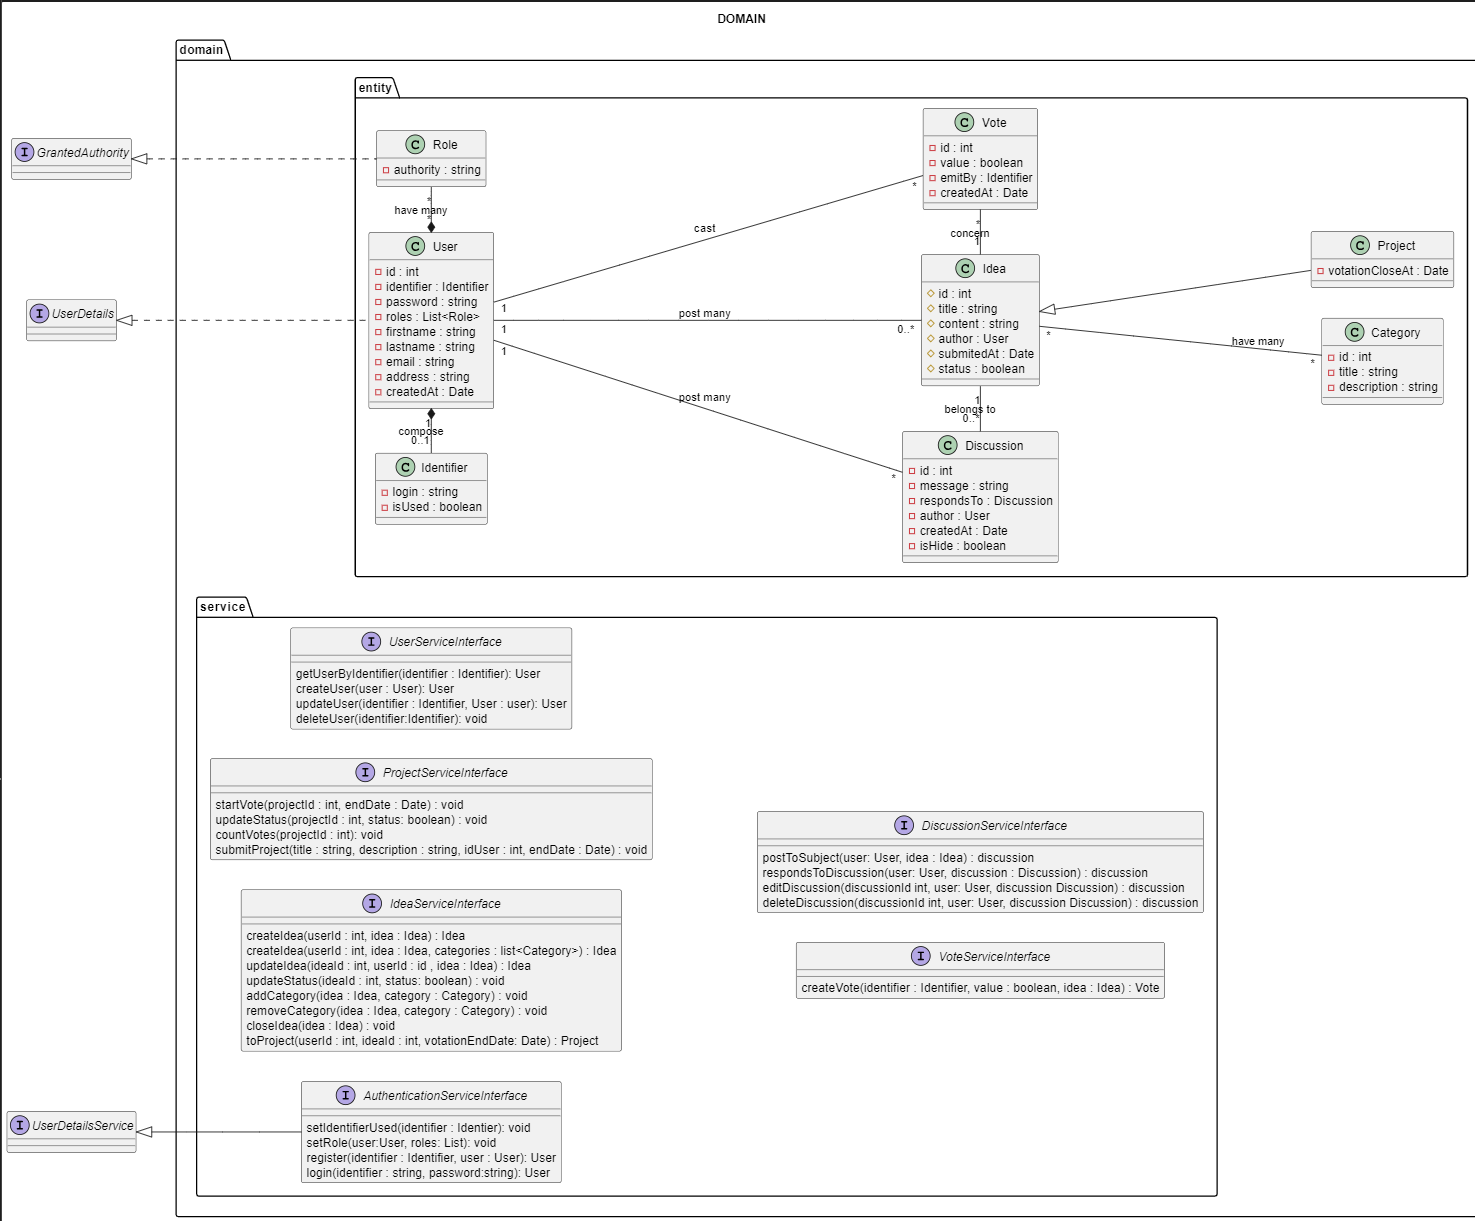 DOMAIN
domain
entity
I GrantedAuthority
C Role
authority : string
*
have many
*
I UserDetails
C User
id : int
identifier : Identifier
password : string
roles : List<Role>
firstname : string
lastname : string
email : string
address : string
createdAt : Date
1
compose
0..1
C Identifier
login : string
isUsed : boolean
cast
1
*
post many
1
0..*
post many
1
*
C Vote
id : int
value : boolean
emitBy : Identifier
createdAt : Date
*
concern
1
C Idea
id : int
title : string
content : string
author : User
submitedAt : Date
status : boolean
1
belongs to
0..*
C Discussion
id : int
message : string
respondsTo : Discussion
author : User
createdAt : Date
isHide : boolean
C Project
votationCloseAt : Date
*
have many
*
C Category
id : int
title : string
description : string
service
I UserServiceInterface
getUserByIdentifier(identifier : Identifier): User
createUser(user : User): User
updateUser(identifier : Identifier, User : user): User
deleteUser(identifier:Identifier): void
I ProjectServiceInterface
startVote(projectId : int, endDate : Date) : void
updateStatus(projectId : int, status: boolean) : void
countVotes(projectId : int): void
submitProject(title : string, description : string, idUser : int, endDate : Date) : void
I DiscussionServiceInterface
postToSubject(user: User, idea : Idea) : discussion
respondsToDiscussion(user: User, discussion : Discussion) : discussion
editDiscussion(discussionId int, user: User, discussion Discussion) : discussion
deleteDiscussion(discussionId int, user: User, discussion Discussion) : discussion
I IdeaServiceInterface
createIdea(userId : int, idea : Idea) : Idea
createIdea(userId : int, idea : Idea, categories : list<Category>) : Idea
updateIdea(ideaId : int, userId : id , idea : Idea) : Idea
updateStatus(ideaId : int, status: boolean) : void
addCategory(idea : Idea, category : Category) : void
removeCategory(idea : Idea, category : Category) : void
closeIdea(idea : Idea) : void
toProject(userId : int, ideaId : int, votationEndDate: Date) : Project
I VoteServiceInterface
createVote(identifier : Identifier, value : boolean, idea : Idea) : Vote
I UserDetailsService
I AuthenticationServiceInterface
setIdentifierUsed(identifier : Identier): void
setRole(user:User, roles: List): void
register(identifier : Identifier, user : User): User
login(identifier : string, password:string): User